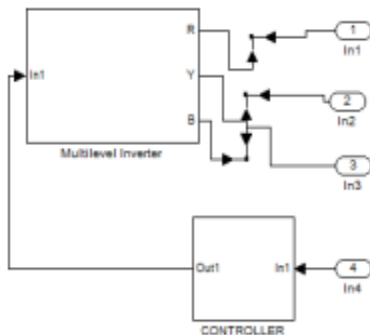 R
1
In1
In1
Y
2
In2
B
3
In3
Multilevel Inverter
Out1
In1
4
In4
CONTROLLER